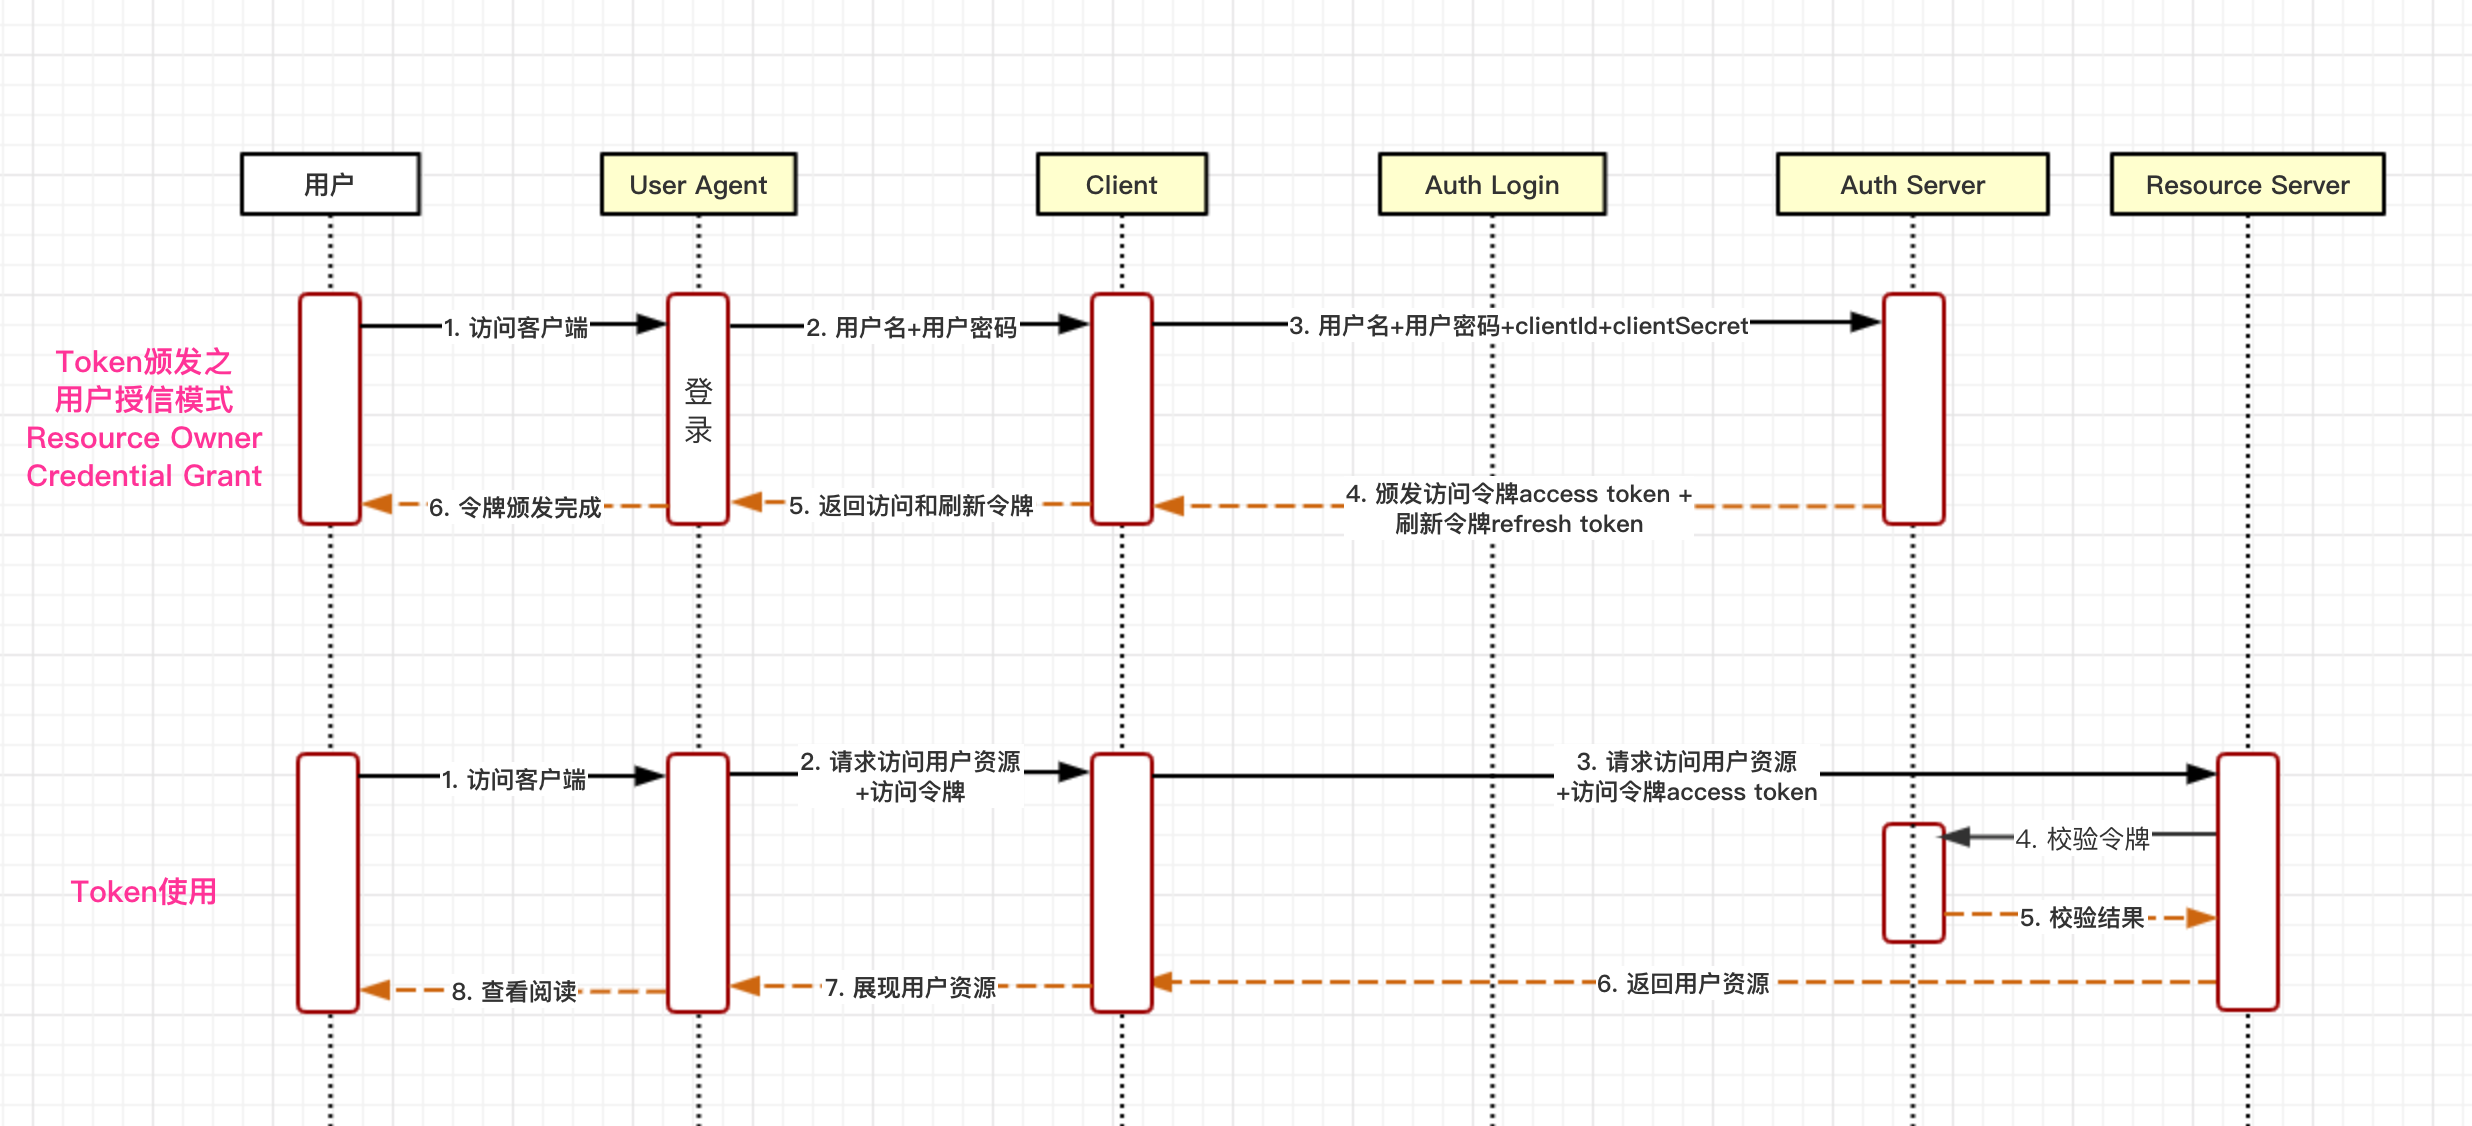 用户
User Agent
Client
Auth Login
Auth Server
Resource Server
Token颁发之
用户授信模式
Resource Owner
Credential Grant
1. 访问客户端
登
录
2. 用户名+用户密码
3. 用户名+用户密码+clientId+clientSecret
4. 颁发访问令牌access token +
刷新令牌refresh token
5. 返回访问和刷新令牌
6. 令牌颁发完成
Token使用
1. 访问客户端
2. 请求访问用户资源
+访问令牌
3. 请求访问用户资源
+访问令牌access token
4. 校验令牌
5. 校验结果
6. 返回用户资源
7. 展现用户资源
8. 查看阅读